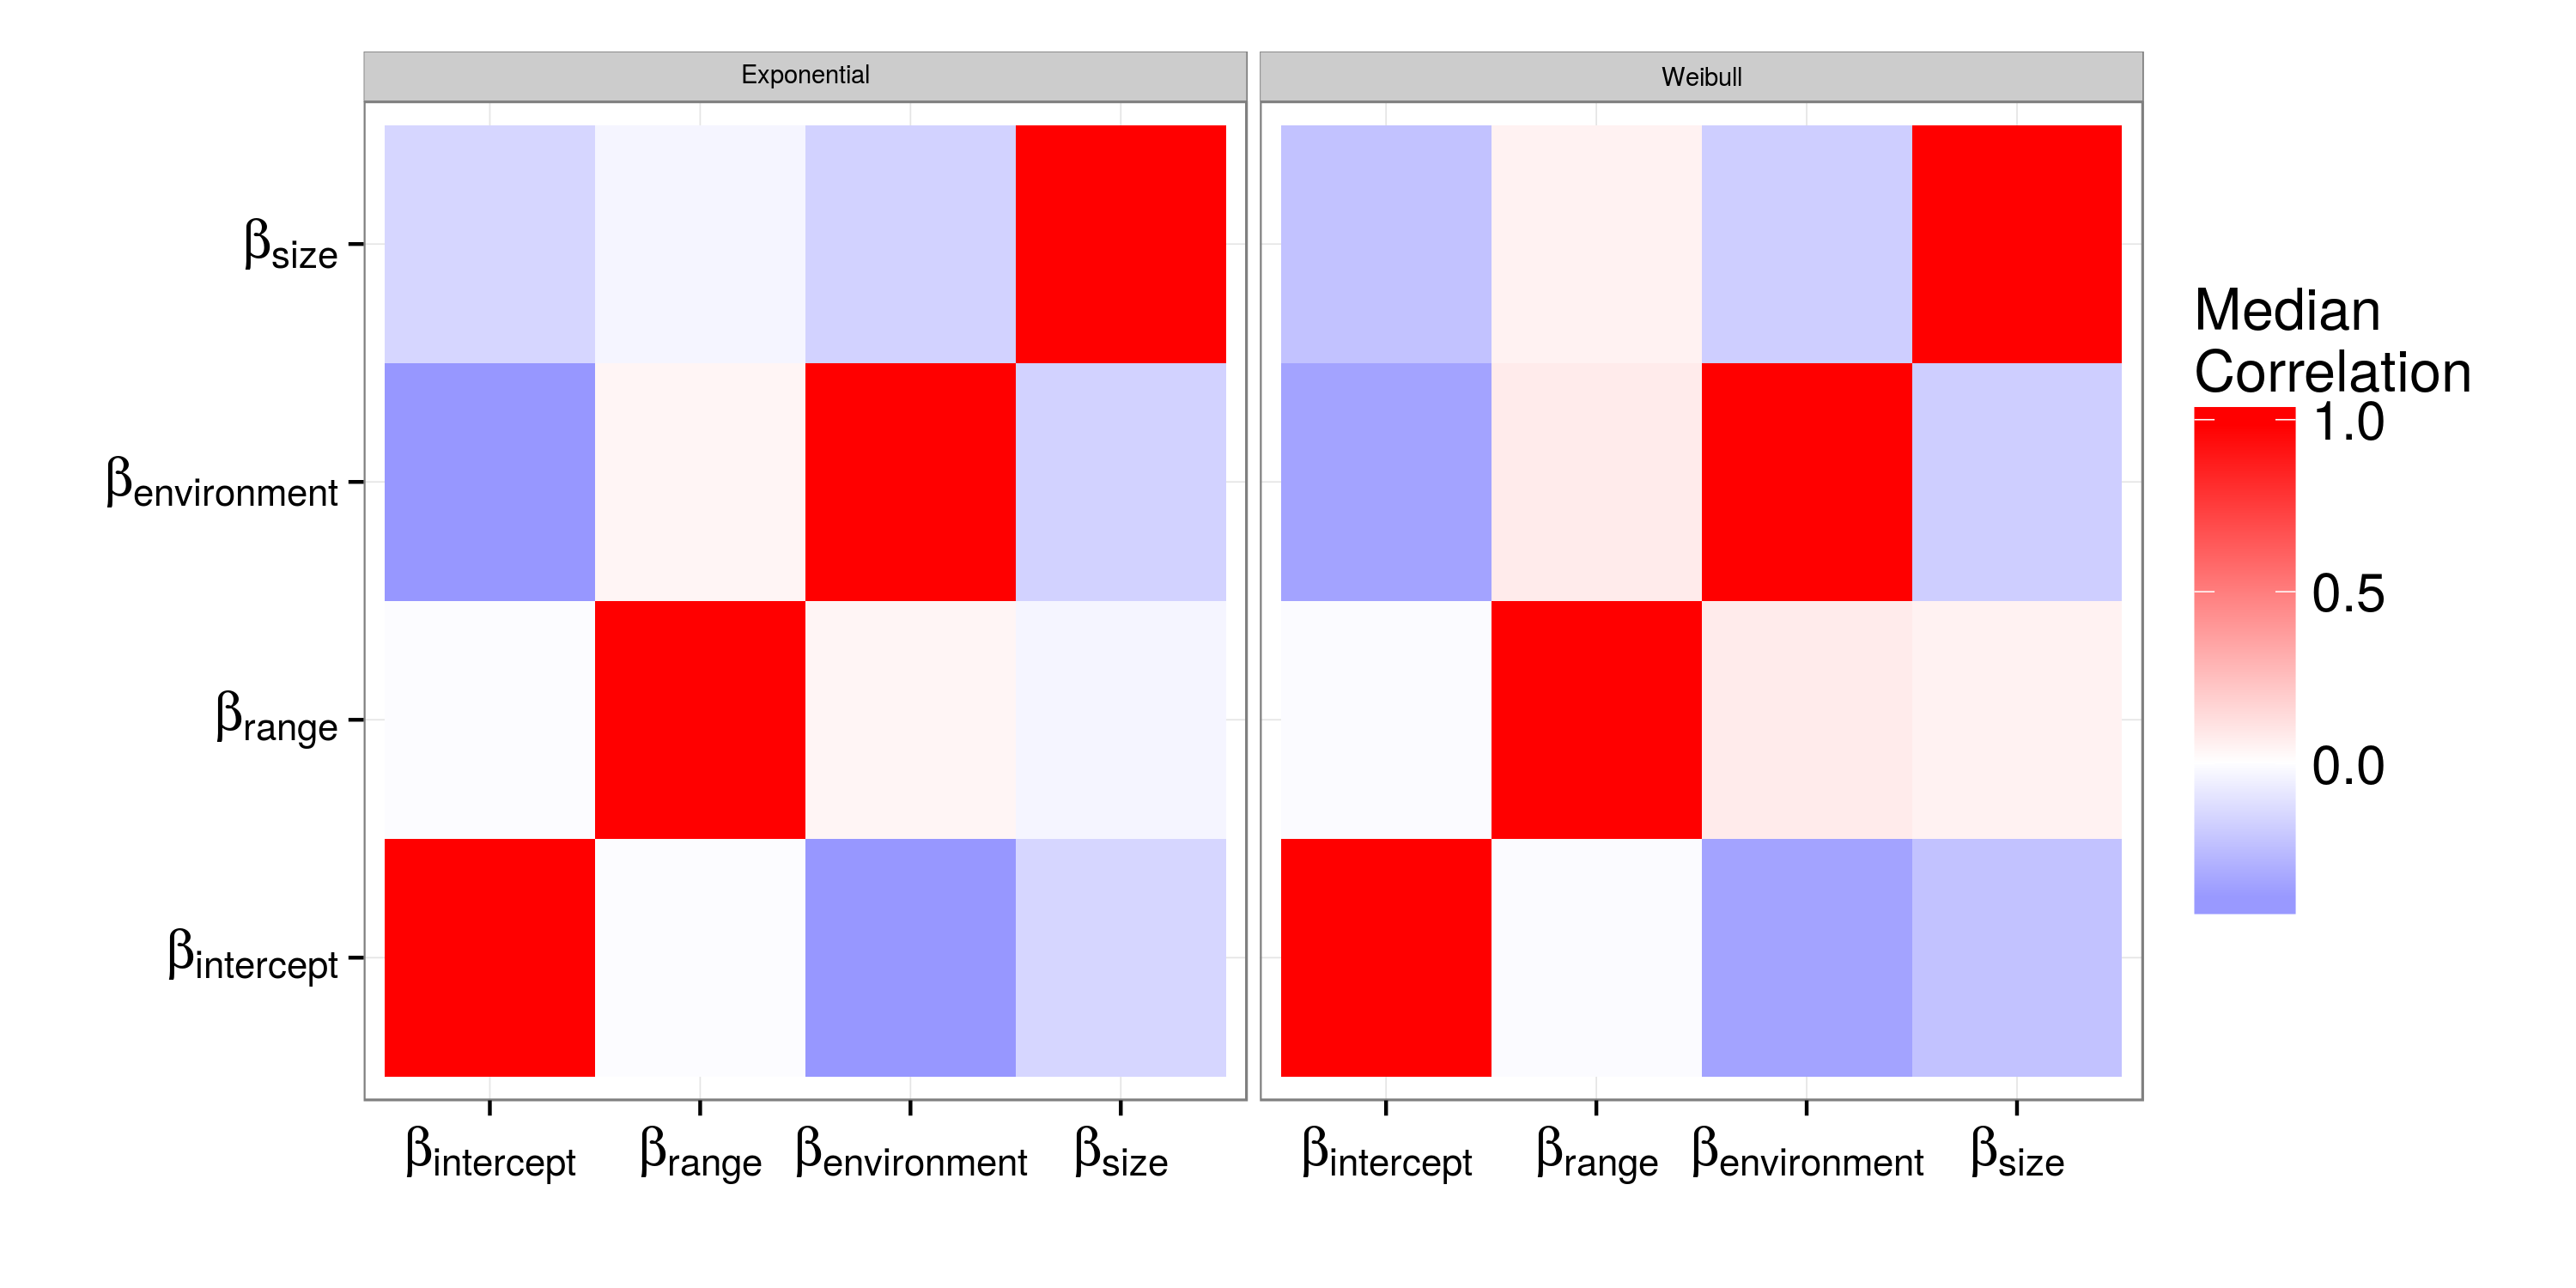 Exponential
Weibull
βsize
βenvironment
βrange
βintercept
βintercept βrange βenvironment βsize
βintercept βrange βenvironment βsize
Median
Correlation
1.0
0.5
0.0